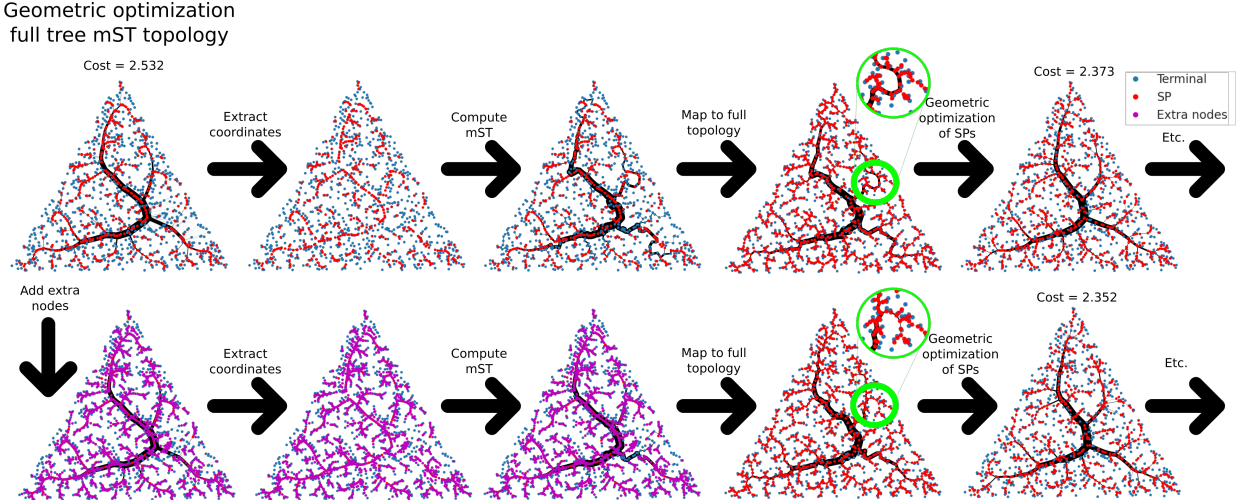 Geometric optimization
full tree mST topology
Cost = 2.532
Extract
coordinates
Compute
mST
Map to full
topology
Geometric
optimization
of SPs
Cost = 2.373
Terminal
SP
Extra nodes
Etc.
Add extra
nodes
Extract
coordinates
Compute
mST
Map to full
topology
Geometric
optimization
of SPs
Cost = 2.352
Etc.